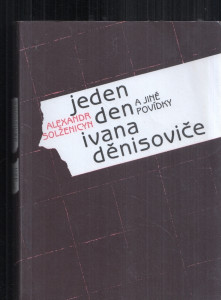 jeden
den
ivana
děnisoviče
A JINÉ
POVÍDKY
ALEXANDR
SOLŽENICYN